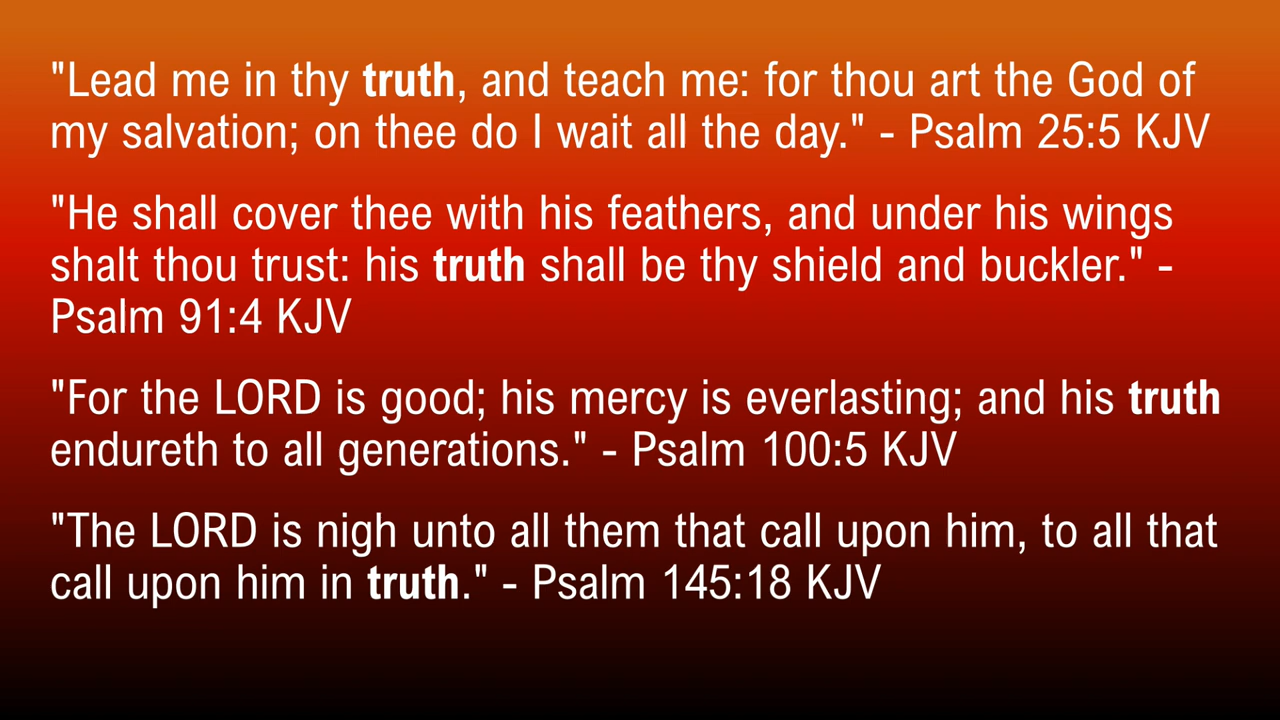 "Lead me in thy truth, and teach me: for thou art the God of
my salvation; on thee do I wait all the day." - Psalm 25:5 KJV
"He shall cover thee with his feathers, and under his wings
shalt thou trust: his truth shall be thy shield and buckler." -
Psalm 91:4 KJV
"For the LORD is good; his mercy is everlasting; and his truth
endureth to all generations." - Psalm 100:5 KJV
"The LORD is nigh unto all them that call upon him, to all that
call upon him in truth." - Psalm 145:18 KJV